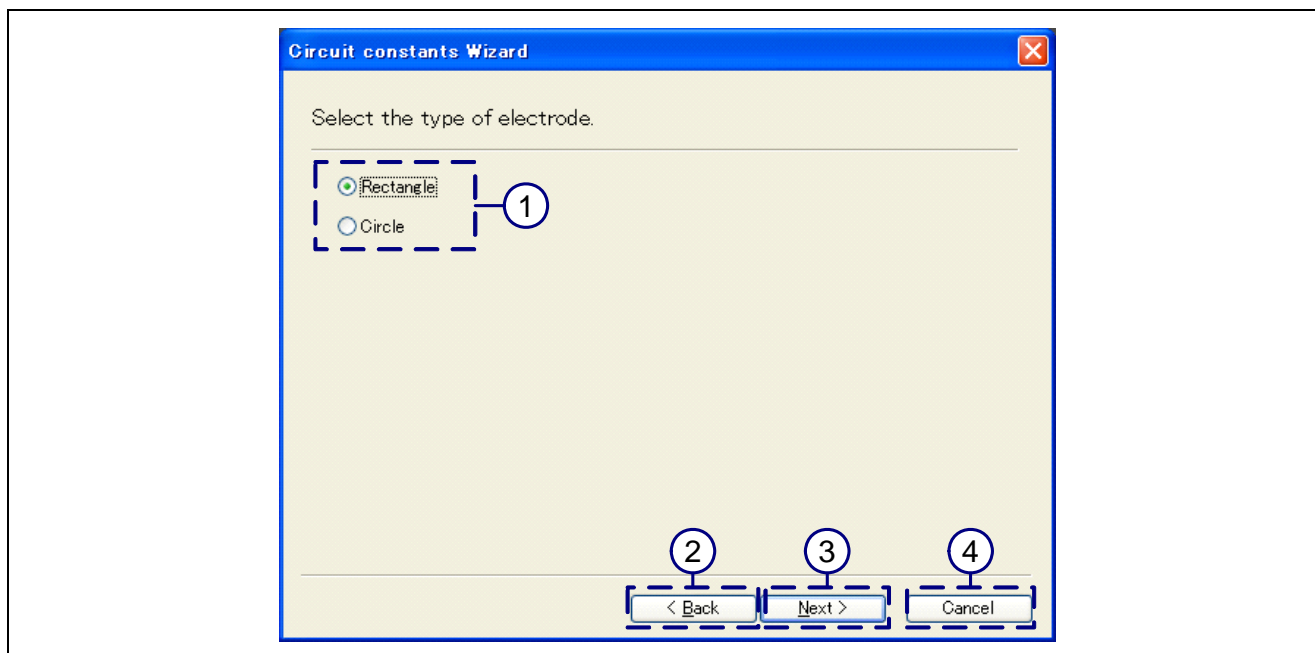 Circuit constants Wizard
Select the type of electrode.
Rectangle
Circle
1
2
3
4
< Back
Next >
Cancel